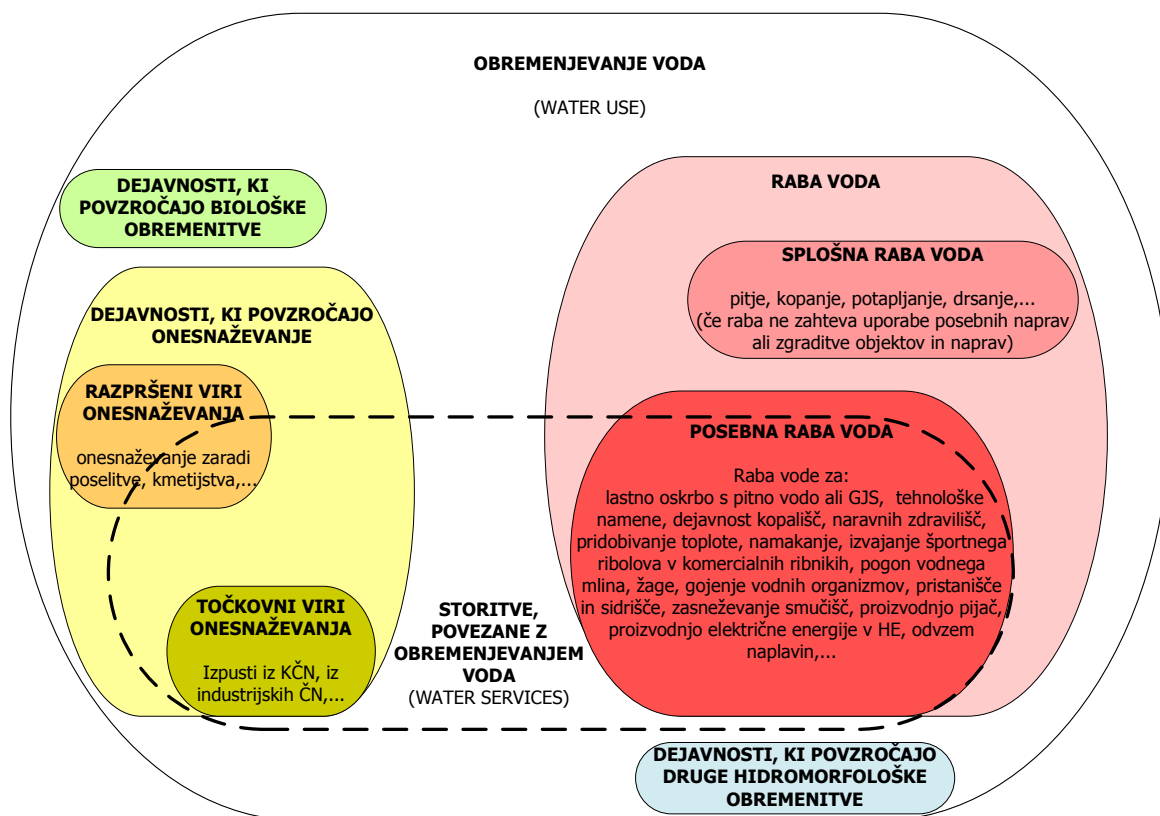 OBREMENJEVANJE VODA
(WATER USE)
DEJAVNOSTI, KI
POVZROČAJO BIOLOŠKE
OBREMENITVE
RABA VODA
SPLOŠNA RABA VODA
pitje, kopanje, potapljanje, drsanje,...
(če raba ne zahteva uporabe posebnih naprav
ali zgraditve objektov in naprav)
DEJAVNOSTI, KI POVZROČAJO
ONESNAŽEVANJE
RAZPRŠENI VIRI
ONESNAŽEVANJA
onesnaževanje zaradi
poselitve, kmetijstva,...
POSEBNA RABA VODA
Raba vode za:
lastno oskrbo s pitno vodo ali GJS, tehnološke
namene, dejavnost kopališč, naravnih zdravilišč,
pridobivanje toplote, namakanje, izvajanje športnega
ribolova v komercialnih ribnikih, pogon vodnega
mlina, žage, gojenje vodnih organizmov, pristanišče
in sidrišče, zasneževanje smučišč, proizvodnjo pijač,
proizvodnjo električne energije v HE, odvzem
naplavin,...
TOČKOVNI VIRI
ONESNAŽEVANJA
Izpusti iz KČN, iz
industrijskih ČN,...
STORITVE,
POVEZANE Z
OBREMENJEVANJEM
VODA
(WATER SERVICES)
DEJAVNOSTI, KI POVZROČAJO
DRUGE HIDROMORFOLOŠKE
OBREMENITVE